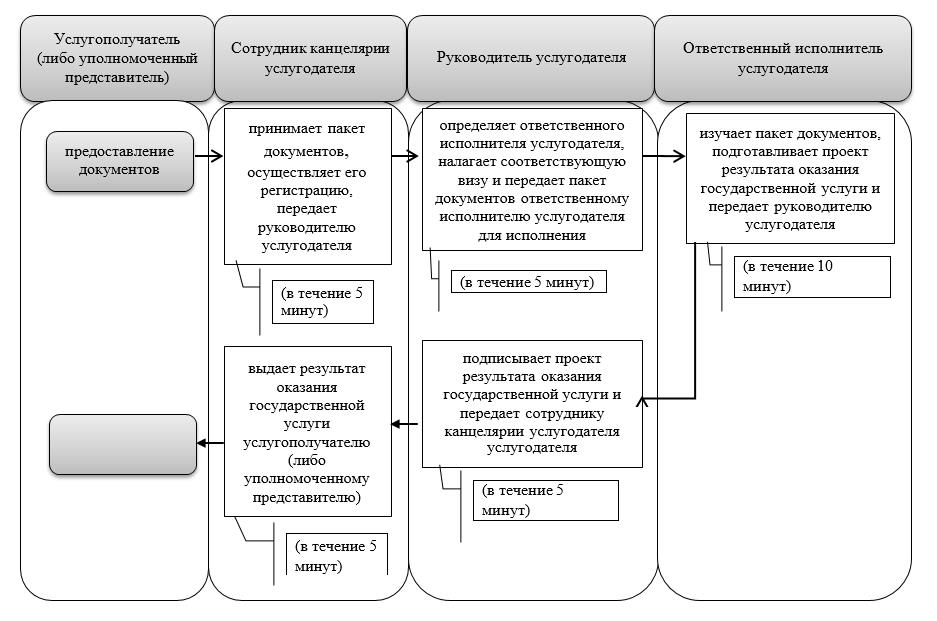 Услугополучатель
(либо уполномоченный
представитель)
Сотрудник канцелярии
услугодателя
Руководитель услугодателя
Ответственный исполнитель
услугодателя
предоставление
документов
принимает пакет
документов,
осуществляет его
регистрацию,
передает
руководителю
услугодателя
(в течение 5
минут)
определяет ответственного
исполнителя услугодателя,
налагает соответствующую
визу и передает пакет
документов ответственному
исполнителю услугодателя
для исполнения
(в течение 5 минут)
изучает пакет документов,
подготавливает проект
результата оказания
государственной услуги и
передает руководителю
услугодателя
(в течение 10
минут)
подписывает проект
результата оказания
государственной услуги и
передает сотруднику
канцелярии услугодателя
услугодателя
(в течение 5
минут)
выдает результат
оказания
государственной
услуги
услугополучателю
(либо
уполномоченному
представителю)
(в течение 5
минут)